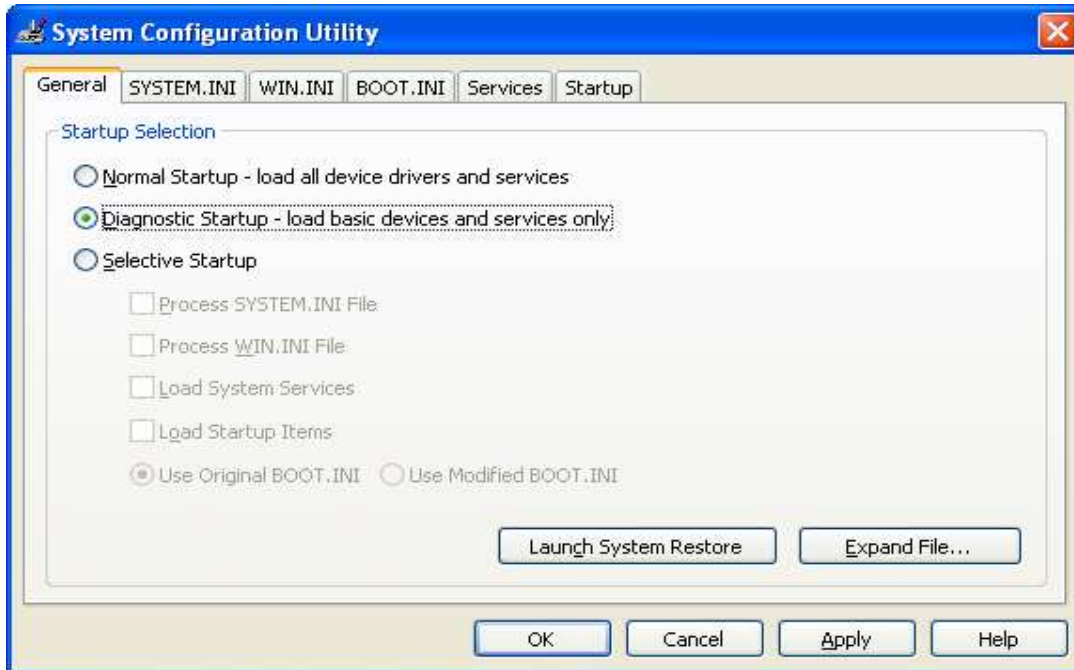 System Configuration Utility
General SYSTEM.INI WIN.INI BOOT.INI Services Startup
Startup Selection
Normal Startup - load all device drivers and services
Diagnostic Startup - load basic devices and services only
Selective Startup
Process SYSTEM.INI File
Process WIN.INI File
Load System Services
Load Startup Items
Use Original BOOT.INI Use Modified BOOT.INI
Launch System Restore Expand File...
OK Cancel Apply Help